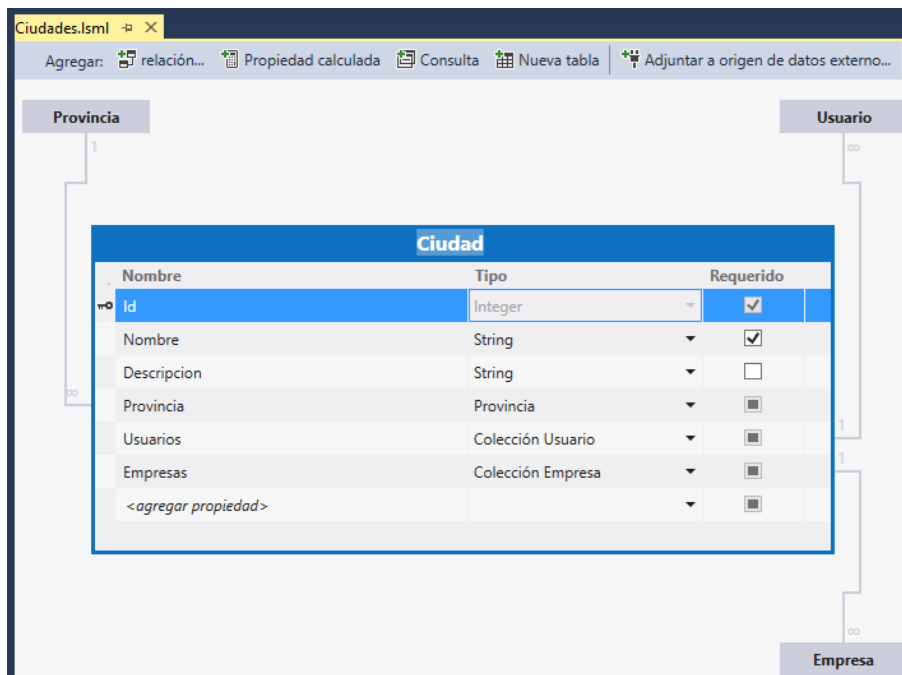 Ciudades.lsml
Agregar: relación... Propiedad calculada Consulta Nueva tabla Adjuntar a origen de datos externo...
Provincia Usuario
1 ∞
Ciudad
Nombre Tipo Requerido
Id Integer
Nombre String
Descripcion String
∞
Provincia Provincia
1
Usuarios Colección Usuario
1
Empresas Colección Empresa
<agregar propiedad>
∞
Empresa